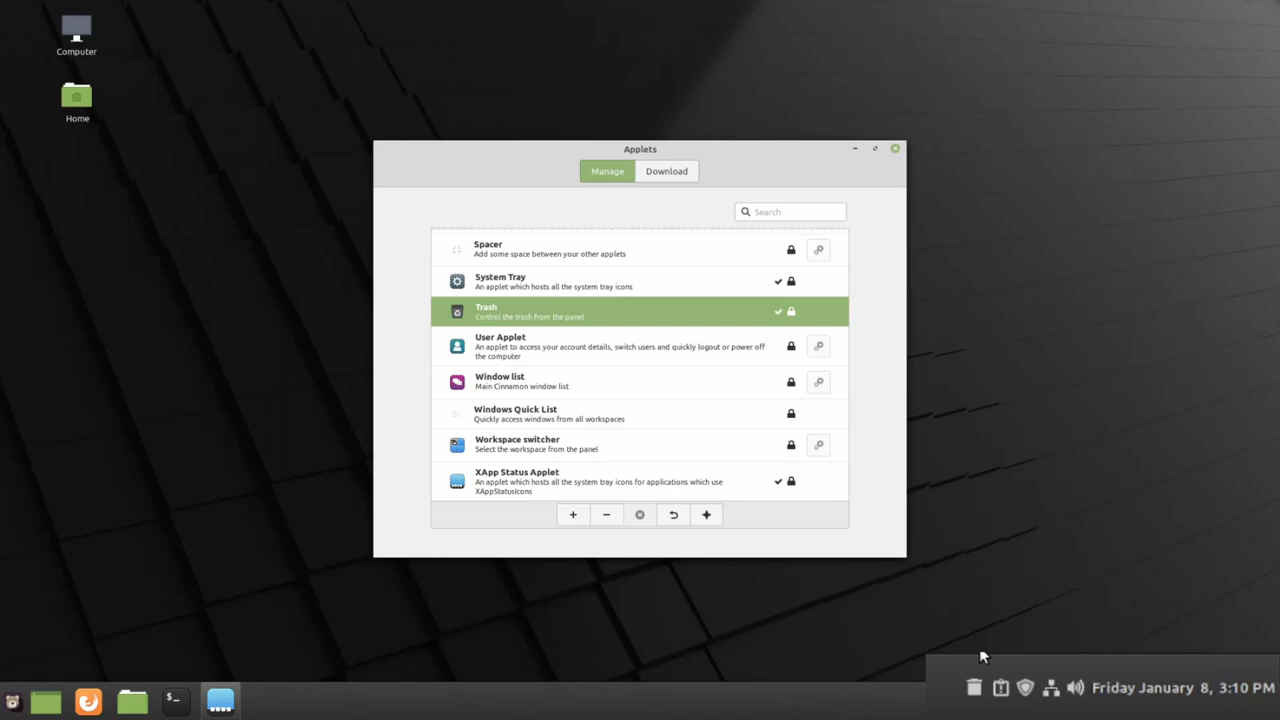 Computer
Home
Applets
Manage
Download
Search
Spacer
Add some space between your other applets
System Tray
An applet which hosts all the system tray icons
Trash
Control the trash from the panel
User Applet
An applet to access your account details, switch users and quickly logout or power off
the computer
Window list
Main Cinnamon window list
Windows Quick List
Quickly access windows from all workspaces
Workspace switcher
Select the workspace from the panel
XApp Status Applet
An applet which hosts all the system tray icons for applications which use
XAppStatusIcons
Friday January 8, 3:10 PM